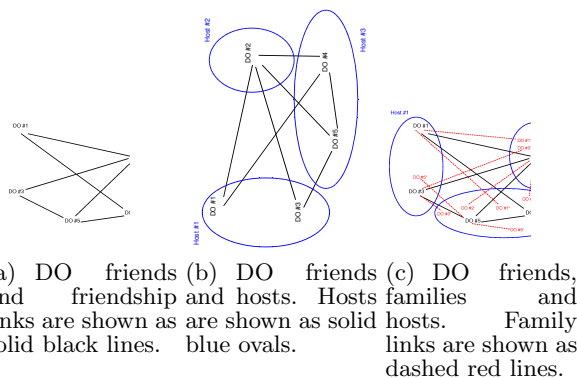 DO #1
DO #3
DO #5
Host #2
DO #2
DO #4
Host #3
DO #5
DO #1
DO #3
Host #1
Host #1
DO #1
DO #3
DO #5
a) DO friends
nd friendship
nks are shown as
olid black lines.
(b) DO friends
and hosts. Hosts
are shown as solid
blue ovals.
(c) DO friends,
families and
hosts. Family
links are shown as
dashed red lines.